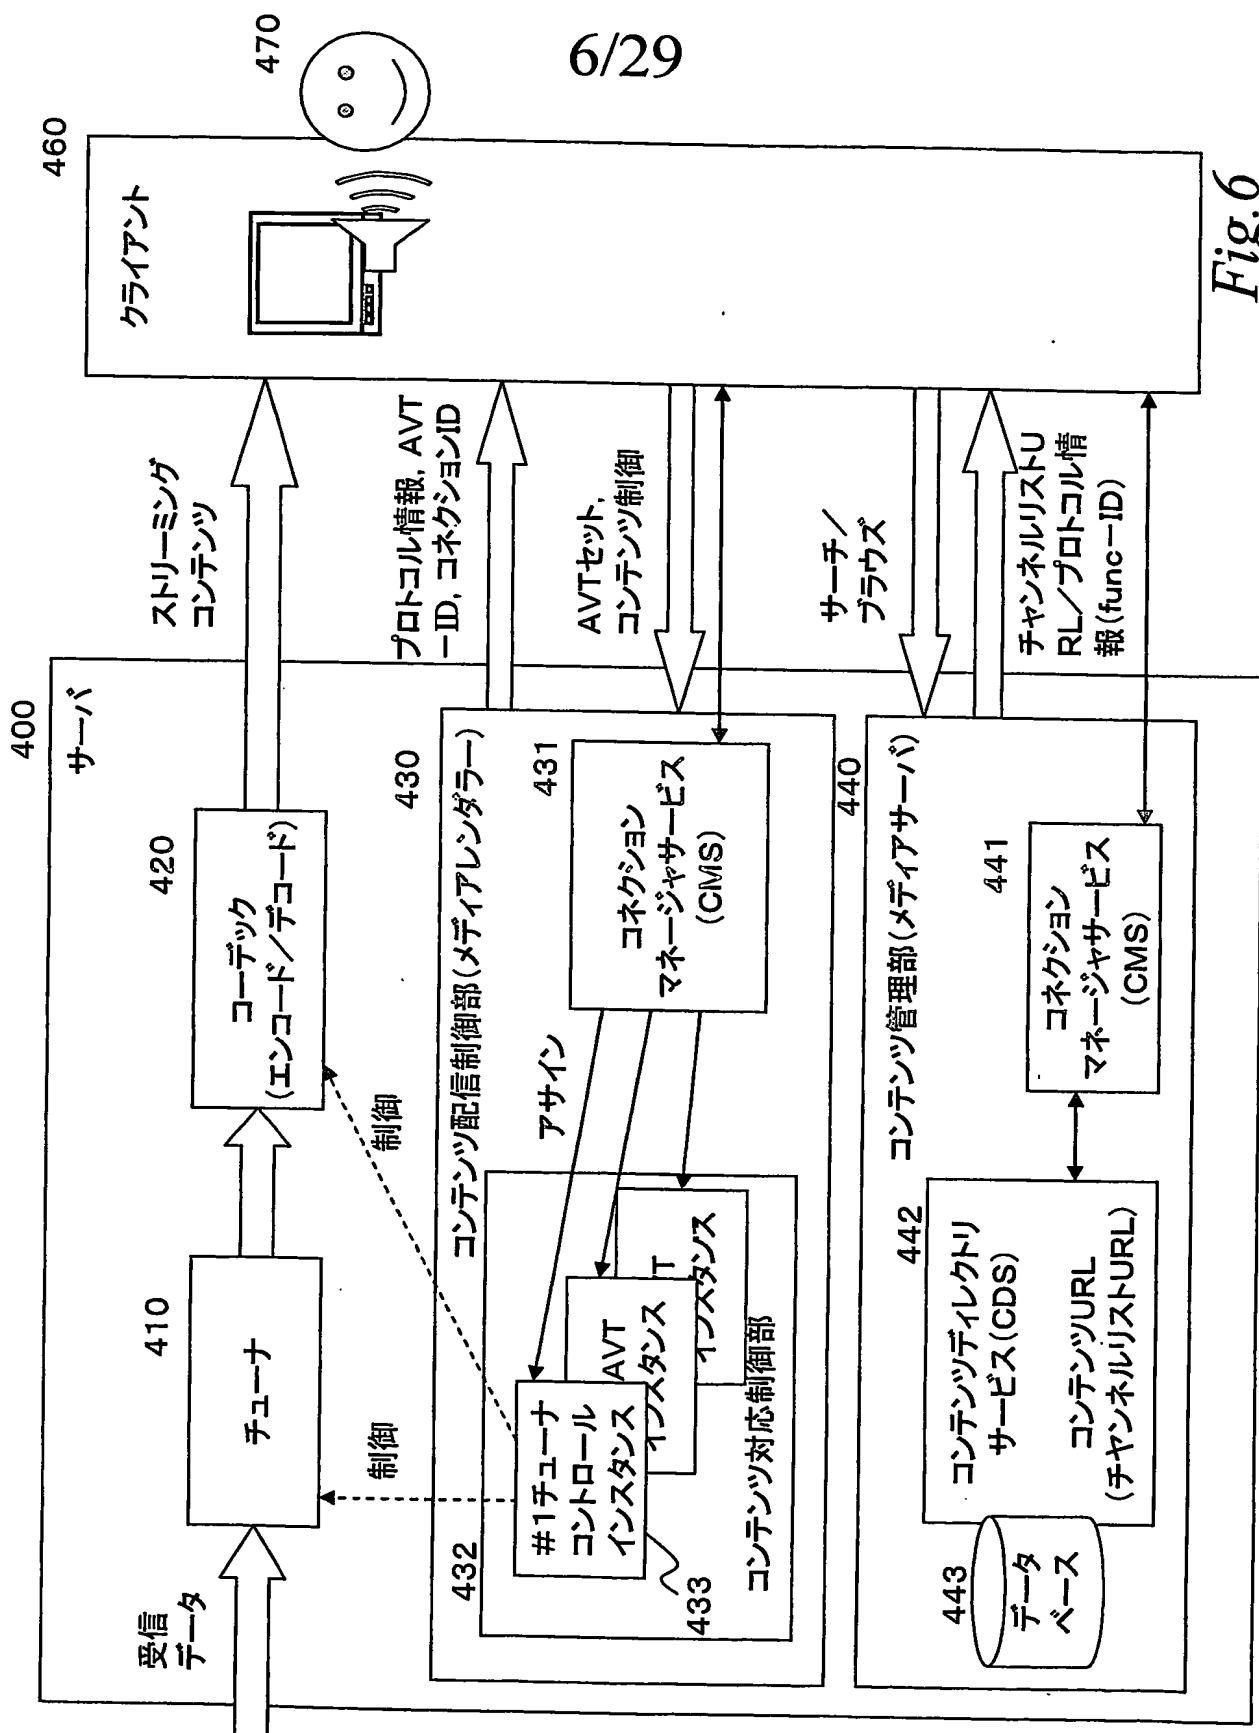 6/29
Fig.6
400
サーバ
受信
データ
410
チューナ
420
コーデック
(エンコード/デコード)
ストリーミング
コンテンツ
460
クライアント
470
制御
制御
430
コンテンツ配信制御部(メディアレンダラー)
プロトコル情報, AVT
-ID, コネクションID
432
#1チューナ
コントロール
インスタンス
433
AVT
インスタンス
VT
インスタンス
コンテンツ対応制御部
アサイン
431
コネクション
マネージャサービス
(CMS)
AVTセット,
コンテンツ制御
440
コンテンツ管理部(メディアサーバ)
サーチ/
ブラウズ
443
データ
ベース
442
コンテンツディレクトリ
サービス(CDS)
コンテンツURL
(チャンネルリストURL)
441
コネクション
マネージャサービス
(CMS)
チャンネルリストU
RL/プロトコル情
報(func-ID)